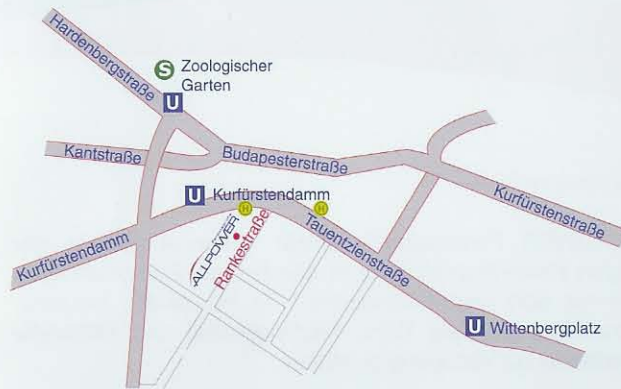 Hardenbergstraße
S Zoologischer
Garten
U
Kantstraße
Budapesterstraße
U Kurfürstendamm
H
H
Kurfürstenstraße
Kurfürstendamm
ALLPOWER
Rankestraße
Tauentzienstraße
U Wittenbergplatz